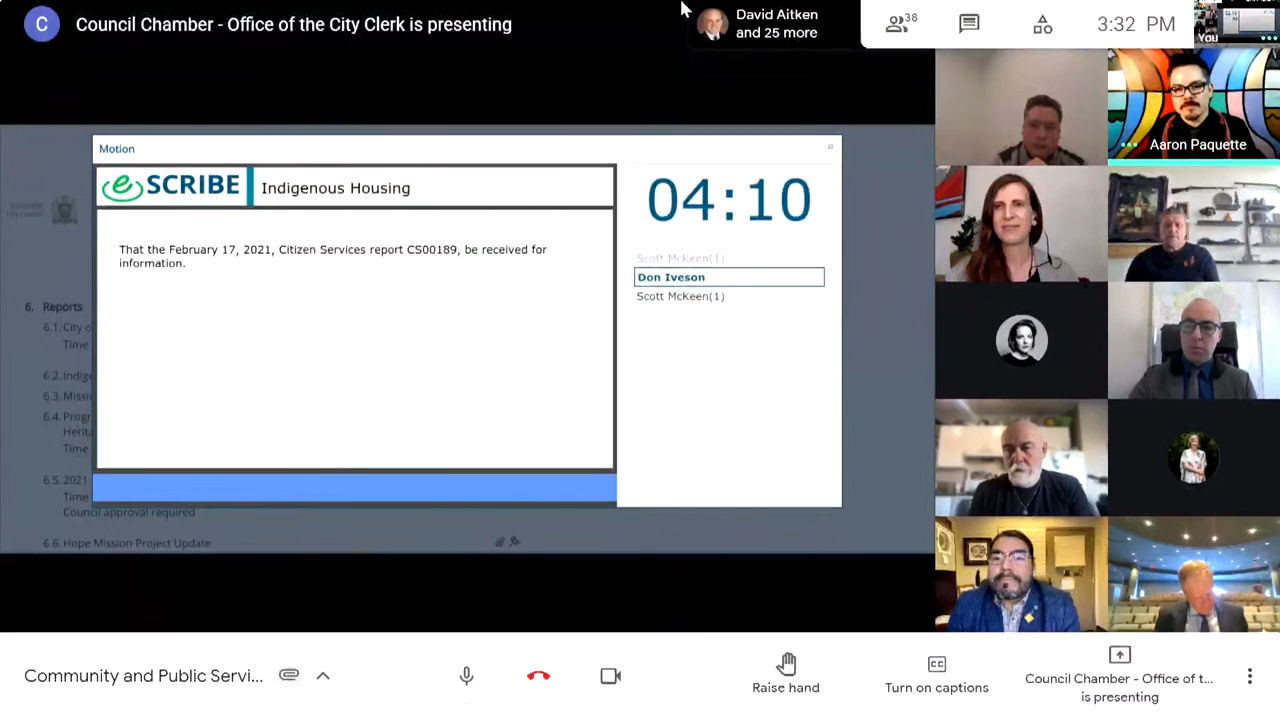 C
Council Chamber - Office of the City Clerk is presenting
David Aitken
and 25 more
38
3:32 PM
You
Aaron Paquette
Motion
eSCRIBE
Indigenous Housing
04:10
That the February 17, 2021, Citizen Services report CS00189, be received for
information.
Scott McKeen(1)
Don Iveson
Scott McKeen(1)
6. Reports
6.1. City o
Time
6.2. Indig
6.3. Missi
6.4. Progr
Herita
Time
6.5. 2021
Time
Council approval required
6.6. Hope Mission Project Update
Community and Public Servi...
Raise hand
CC
Turn on captions
Council Chamber - Office of t...
is presenting